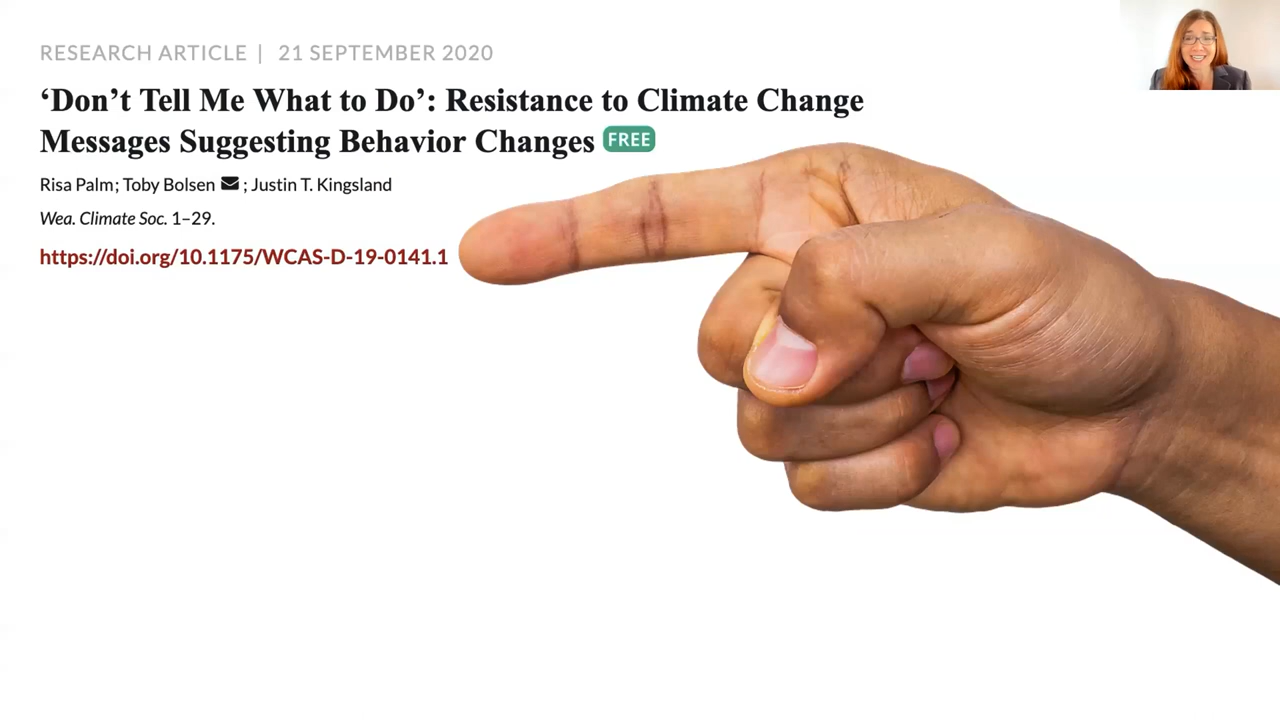 RESEARCH ARTICLE | 21 SEPTEMBER 2020
‘Don’t Tell Me What to Do’: Resistance to Climate Change
Messages Suggesting Behavior Changes FREE
Risa Palm; Toby Bolsen ; Justin T. Kingsland
Wea. Climate Soc. 1–29.
https://doi.org/10.1175/WCAS-D-19-0141.1